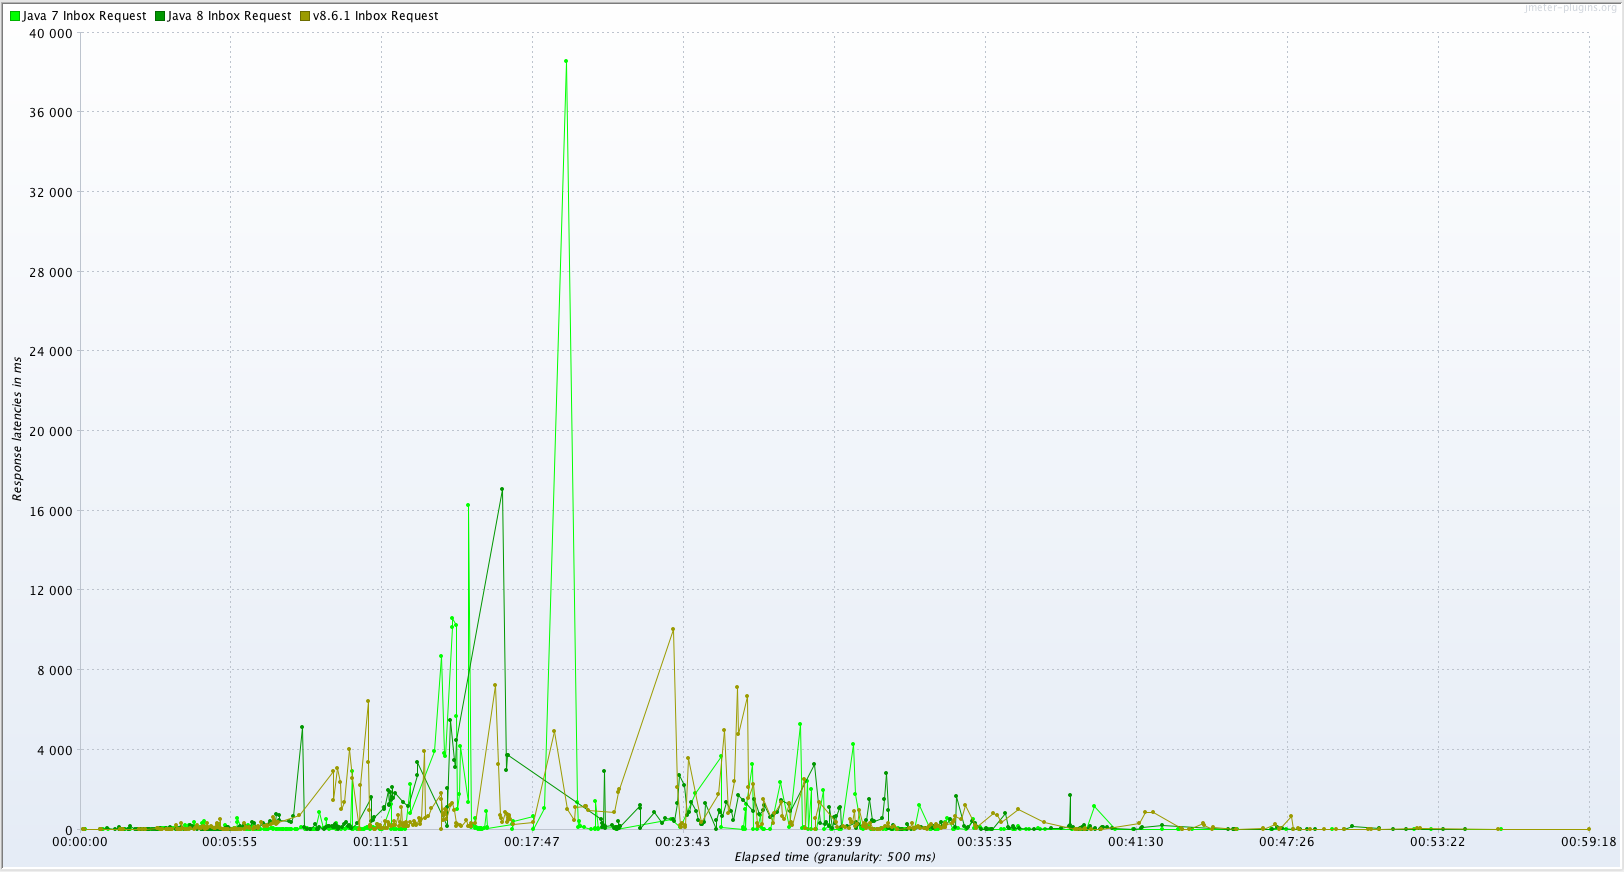 Java 7 Inbox Request Java 8 Inbox Request v8.6.1 Inbox Request
jmeter-plugins.org
40 000
36 000
32 000
28 000
24 000
20 000
16 000
12 000
8 000
4 000
0
Response latencies in ms
00:00:00 00:05:55 00:11:51 00:17:47 00:23:43 00:29:39 00:35:35 00:41:30 00:47:26 00:53:22 00:59:18
Elapsed time (granularity: 500 ms)